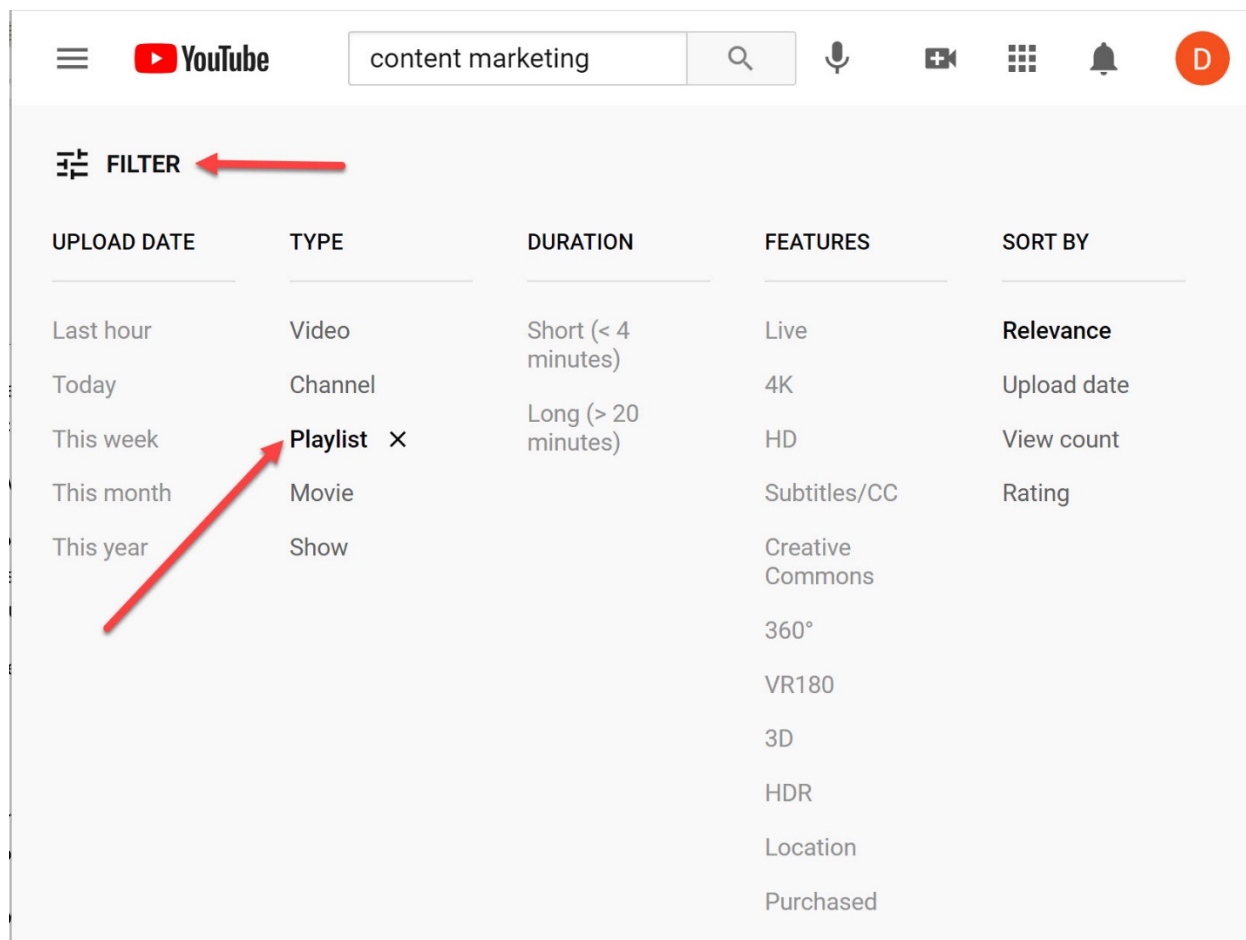 YouTube
content marketing
D
FILTER
UPLOAD DATE
TYPE
DURATION
FEATURES
SORT BY
Last hour
Today
This week
This month
This year
Video
Channel
Playlist ×
Movie
Show
Short (< 4
minutes)
Long (> 20
minutes)
Live
4K
HD
Subtitles/CC
Creative
Commons
360°
VR180
3D
HDR
Location
Purchased
Relevance
Upload date
View count
Rating